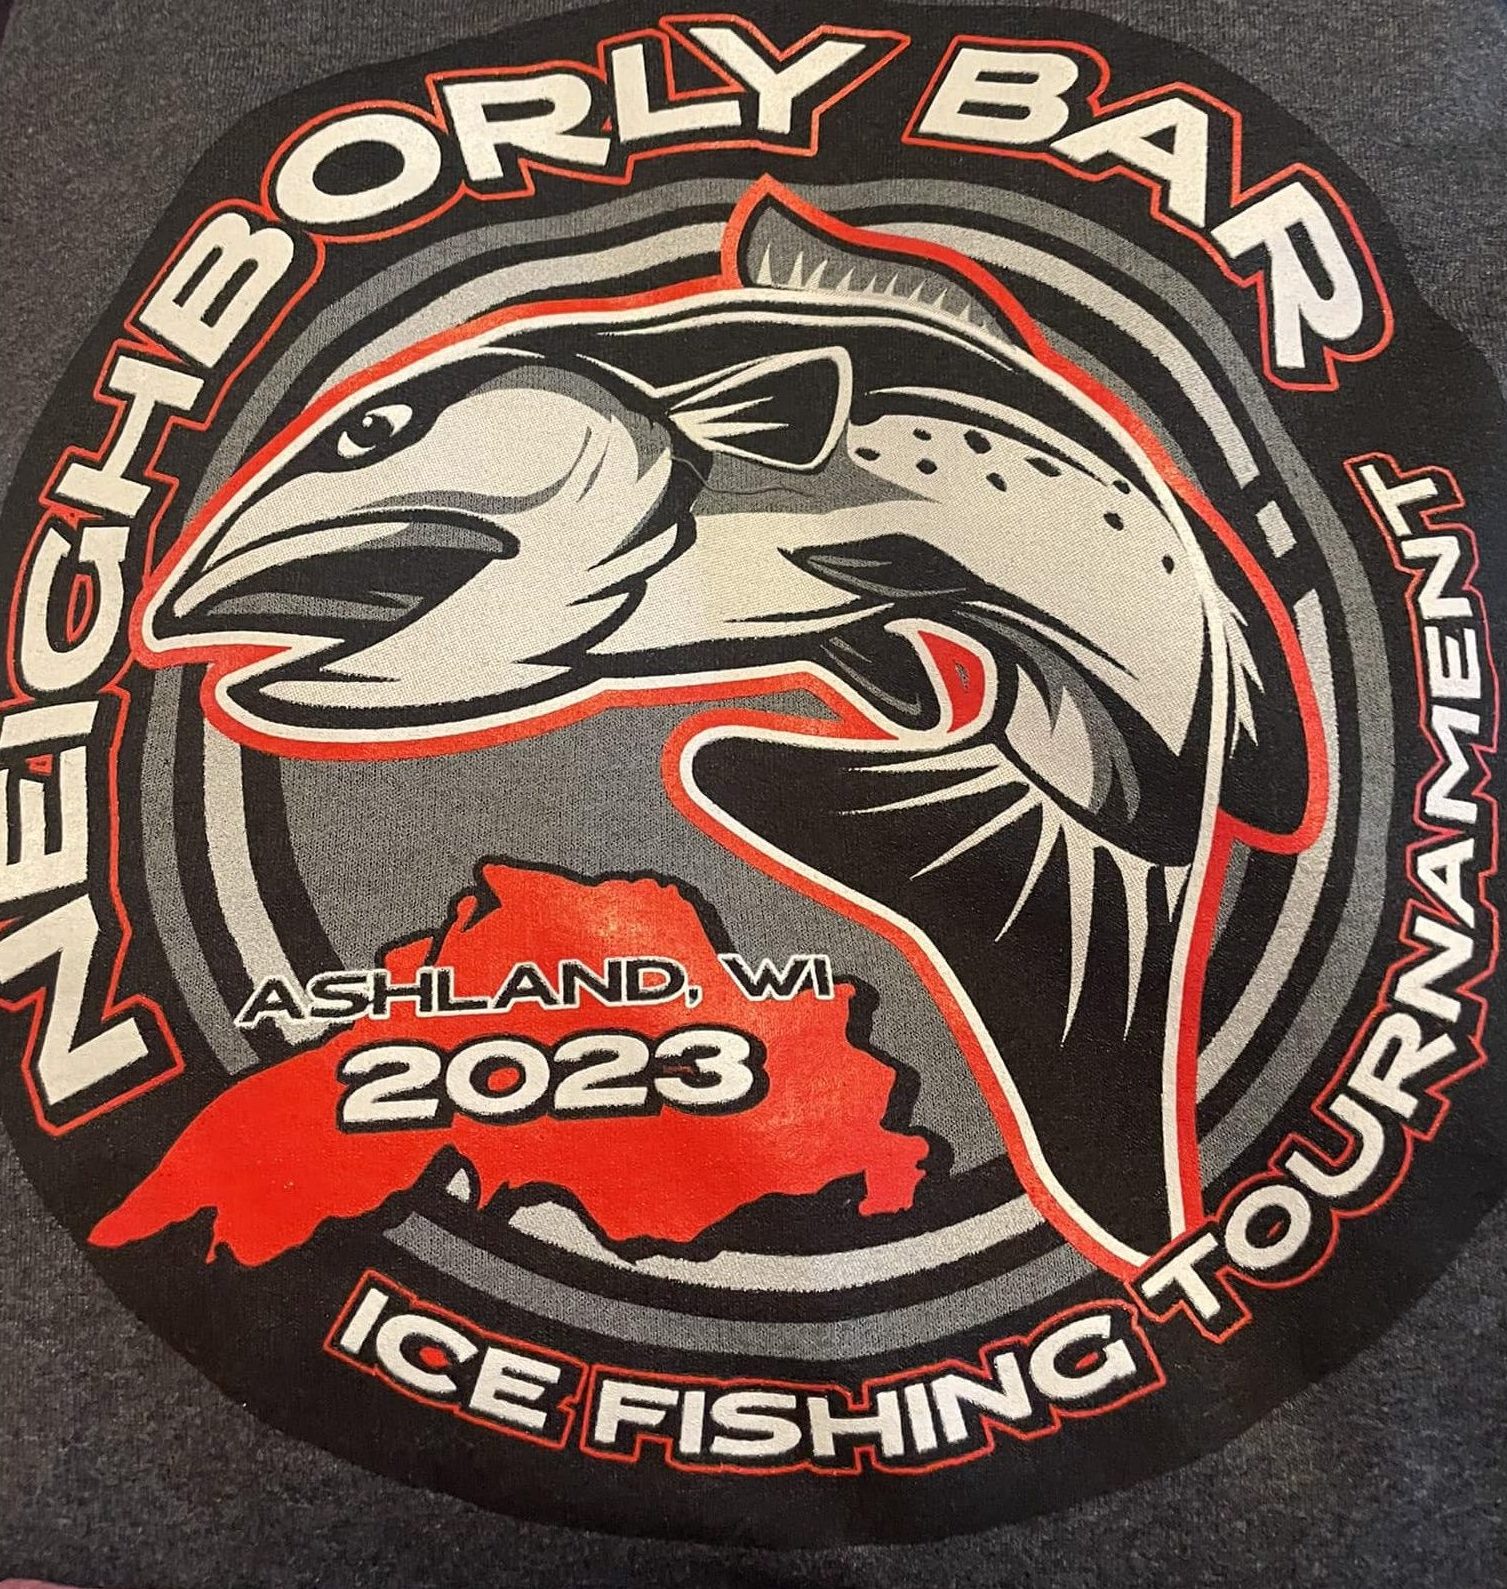 NEIGHBORLY BAR
ASHLAND, WI
2023
ICE FISHING TOURNAMENT